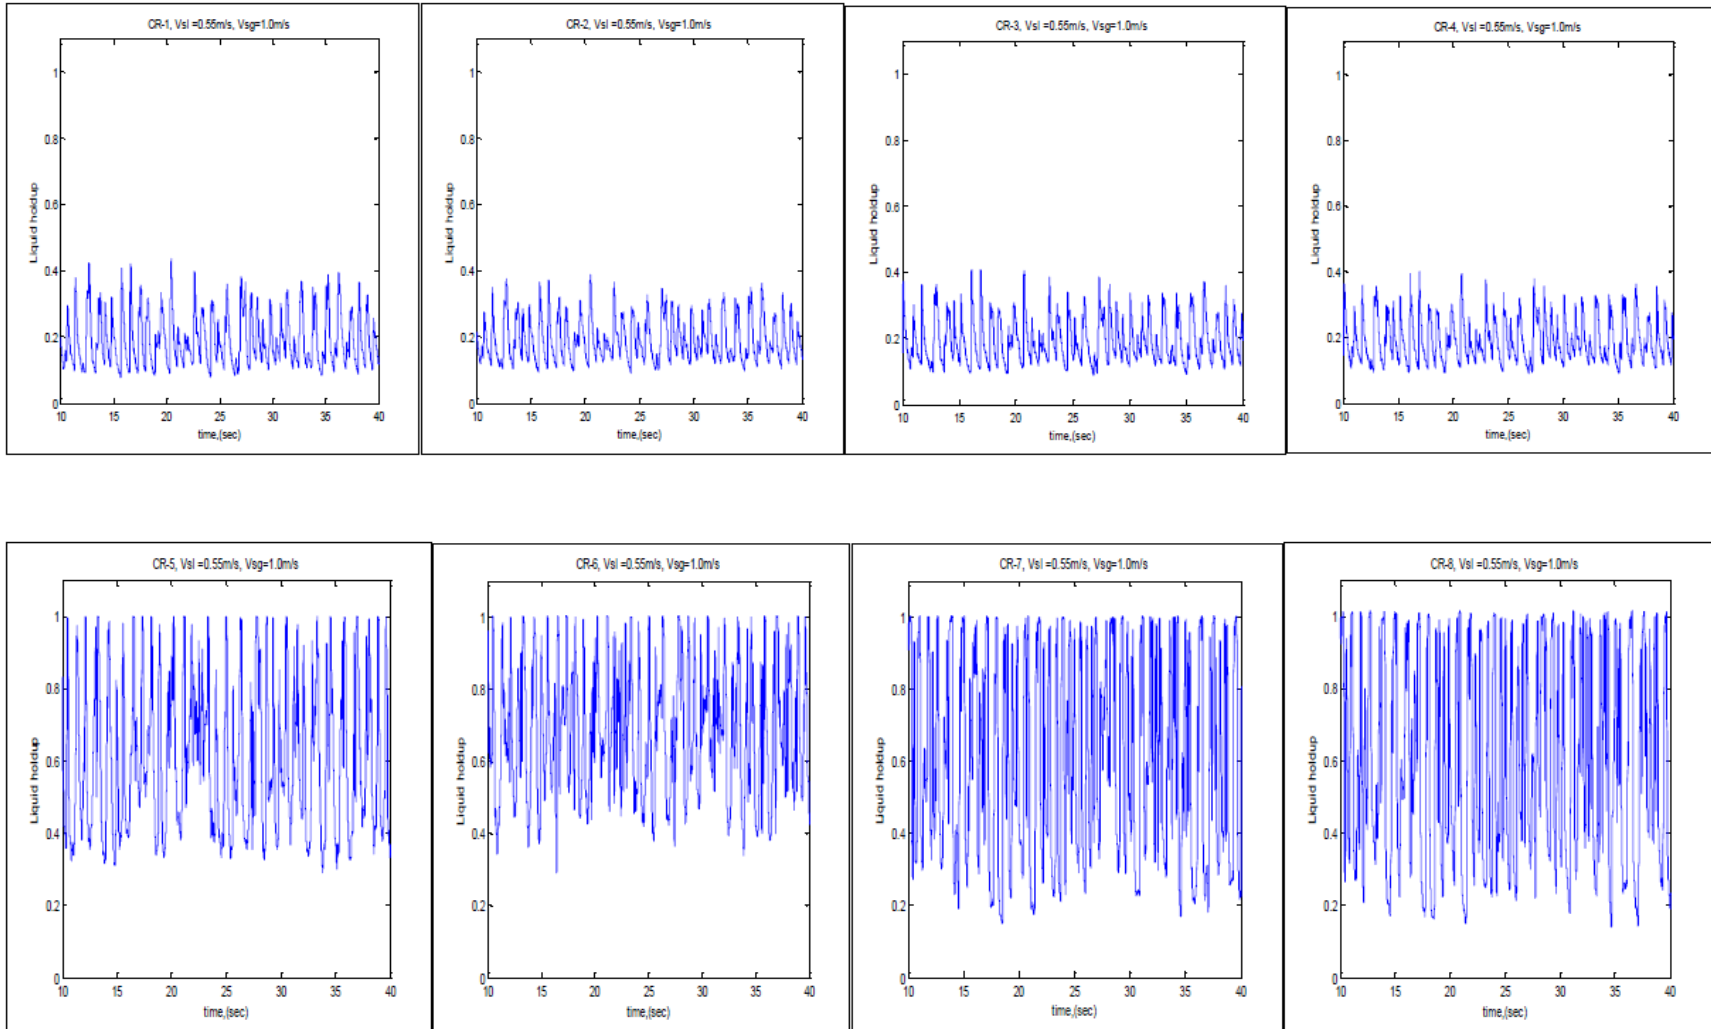 CR-1, Vsl =0.55m/s, Vsg=1.0m/s
Liquid holdup
1
0.8
0.6
0.4
0.2
0
10 15 20 25 30 35 40
time,(sec)
CR-2, Vsl =0.55m/s, Vsg=1.0m/s
Liquid holdup
1
0.8
0.6
0.4
0.2
0
10 15 20 25 30 35 40
time,(sec)
CR-3, Vsl =0.55m/s, Vsg=1.0m/s
Liquid holdup
1
0.8
0.6
0.4
0.2
0
10 15 20 25 30 35 40
time,(sec)
CR-4, Vsl =0.55m/s, Vsg=1.0m/s
Liquid holdup
1
0.8
0.6
0.4
0.2
0
10 15 20 25 30 35 40
time,(sec)
CR-5, Vsl =0.55m/s, Vsg=1.0m/s
Liquid holdup
1
0.8
0.6
0.4
0.2
0
10 15 20 25 30 35 40
time,(sec)
CR-6, Vsl =0.55m/s, Vsg=1.0m/s
Liquid holdup
1
0.8
0.6
0.4
0.2
0
10 15 20 25 30 35 40
time,(sec)
CR-7, Vsl =0.55m/s, Vsg=1.0m/s
Liquid holdup
1
0.8
0.6
0.4
0.2
0
10 15 20 25 30 35 40
time,(sec)
CR-8, Vsl =0.55m/s, Vsg=1.0m/s
Liquid holdup
1
0.8
0.6
0.4
0.2
0
10 15 20 25 30 35 40
time,(sec)